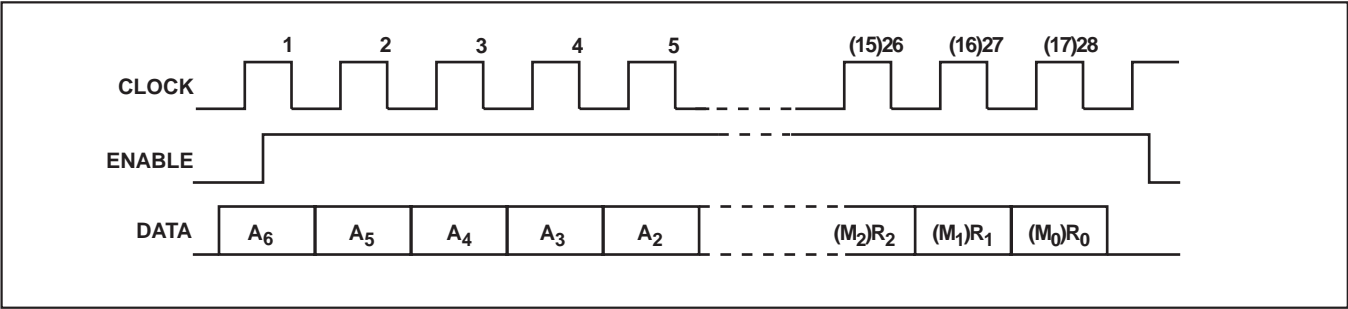 1 2 3 4 5 (15)26 (16)27 (17)28
CLOCK
ENABLE
DATA A6 A5 A4 A3 A2 (M2)R2 (M1)R1 (M0)R0